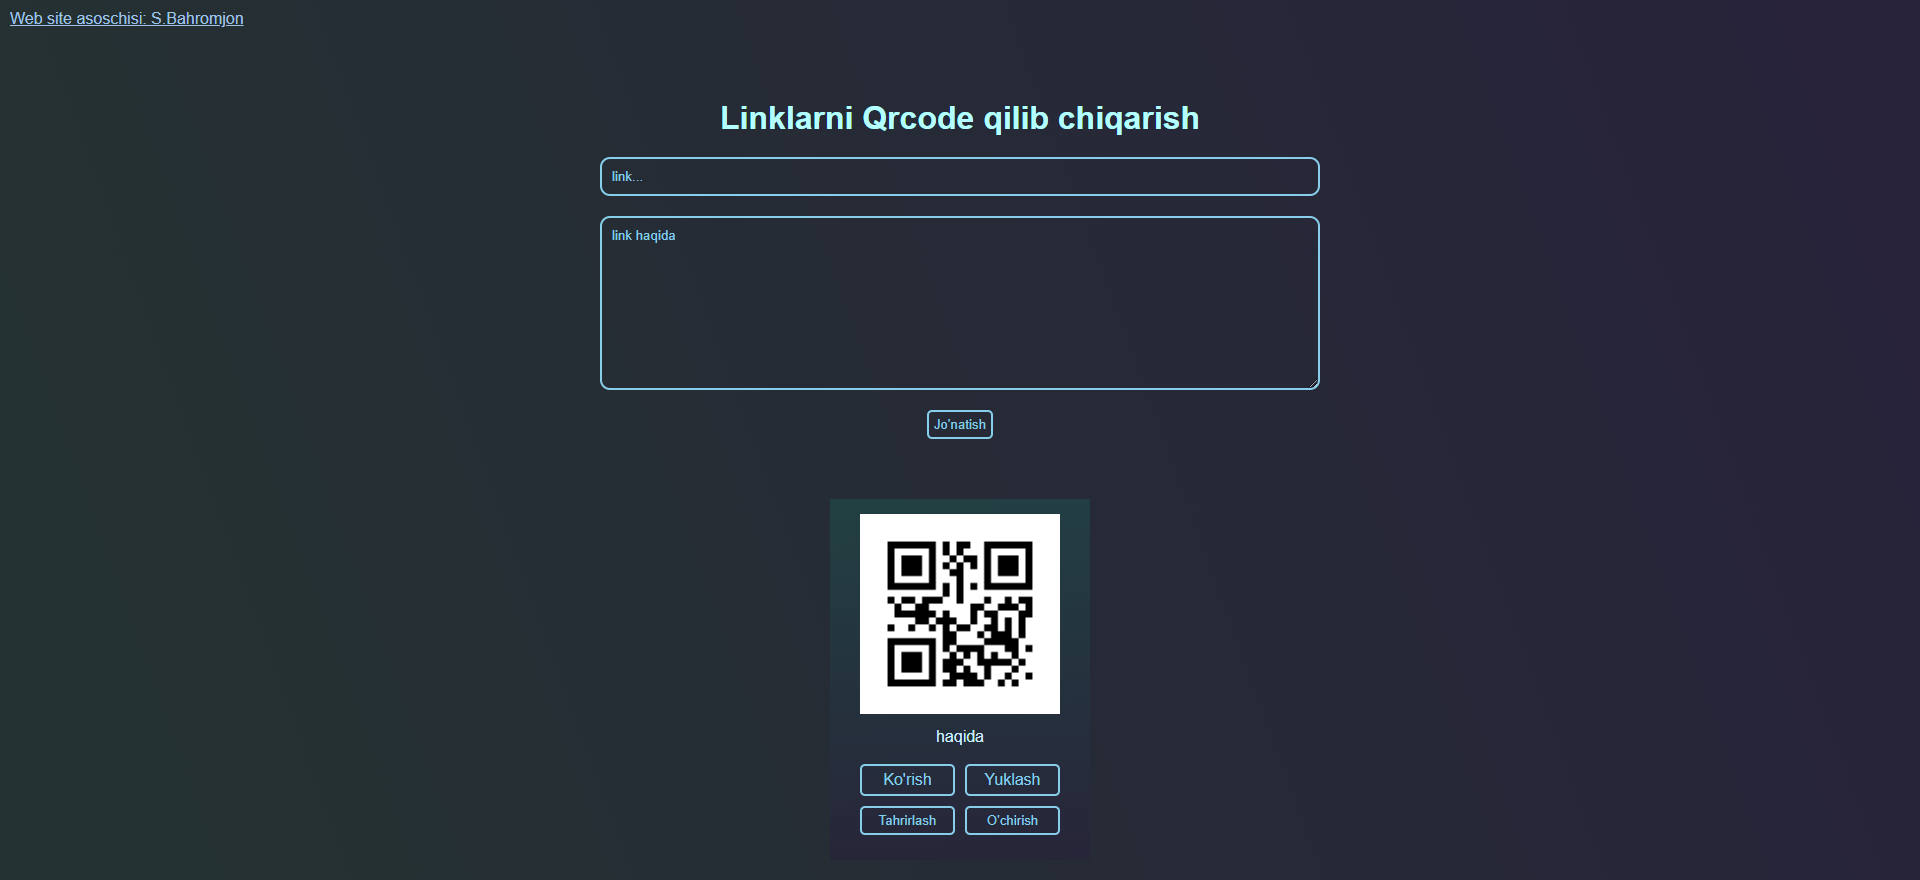 Web site asoschisi: S.Bahromjon
Linklarni Qrcode qilib chiqarish
link...
link haqida
Jo'natish
haqida
Ko'rish
Yuklash
Tahrirlash
O'chirish